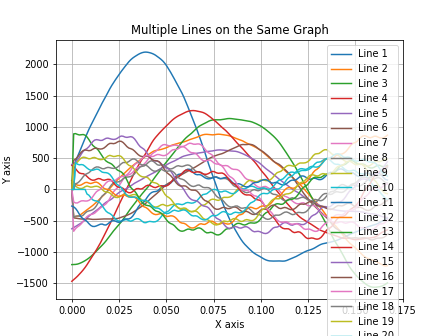 Multiple Lines on the Same Graph
Y axis
2000
1500
1000
500
0
−500
−1000
−1500
0.000
0.025
0.050
0.075
0.100
0.125
0.175
X axis
Line 1
Line 2
Line 3
Line 4
Line 5
Line 6
Line 7
Line 8
Line 9
Line 10
Line 11
Line 12
Line 13
Line 14
Line 15
Line 16
Line 17
Line 18
Line 19
Line 20